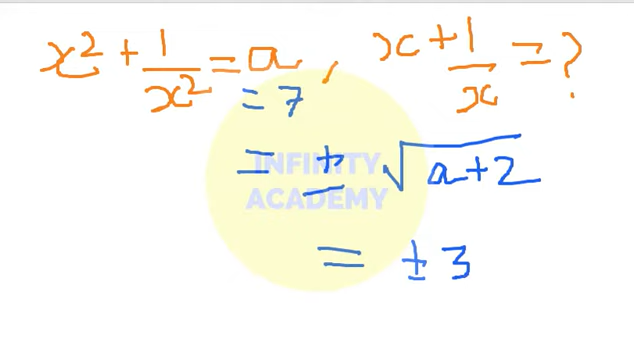 x² + 1/x² = a, x + 1/x = ?
= 7
= ± √(a+2)
INFINITY
ACADEMY
= ± 3